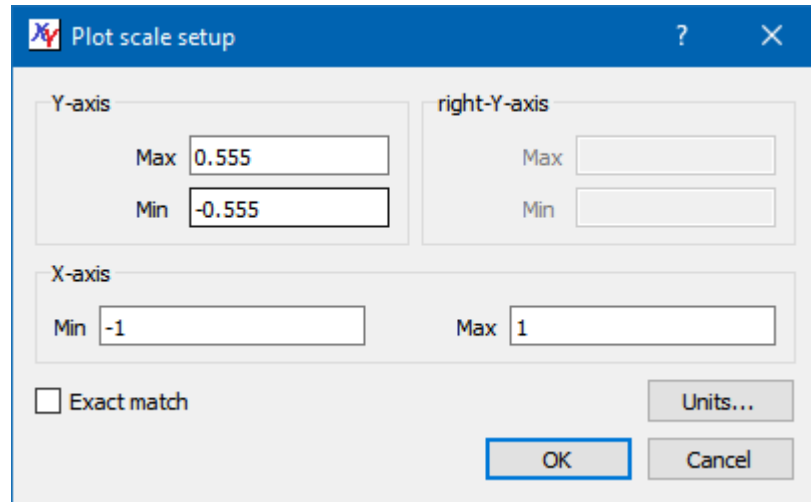 XY Plot scale setup ?
Y-axis
Max 0.555
Min -0.555
right-Y-axis
Max
Min
X-axis
Min -1 Max 1
Exact match
Units...
OK Cancel